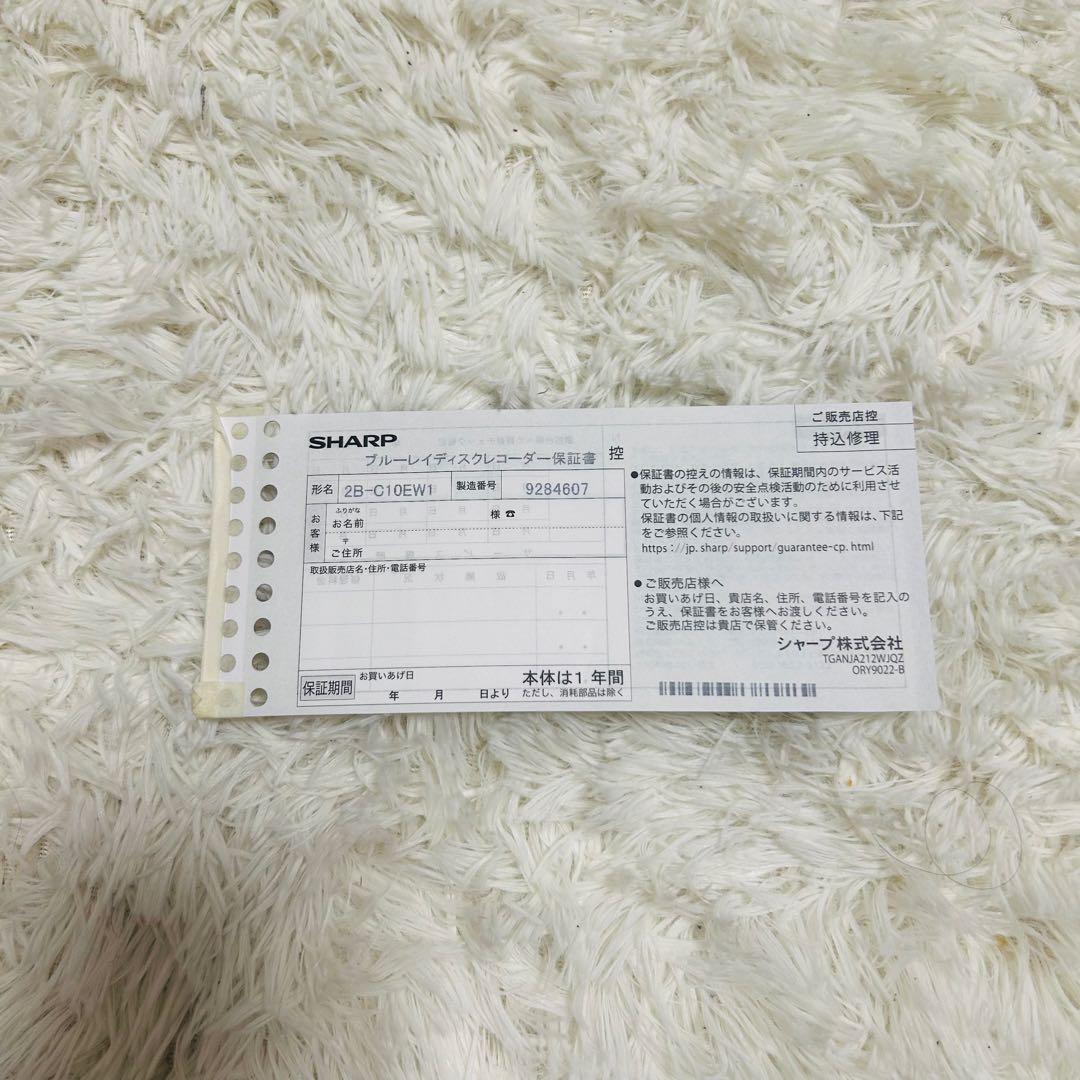 ご販売店控
持込修理
SHARP
ブルーレイディスクレコーダー保証書 控
形名 2B-C10EW1 製造番号 9284607
お客様
ふりがな
お名前 様 ☎
〒
ご住所
取扱販売店名・住所・電話番号
保証期間
お買いあげ日
年 月 日より
本体は1 年間
ただし、消耗部品は除く
●保証書の控えの情報は、保証期間内のサービス活
動およびその後の安全点検活動のために利用させ
ていただく場合がございます。
保証書の個人情報の取扱いに関する情報は、下記
をご参照ください。
https://jp.sharp/support/guarantee-cp.html
●ご販売店様へ
お買いあげ日、貴店名、住所、電話番号を記入の
うえ、保証書をお客様へお渡しください。
ご販売店控は貴店で保管ください。
シャープ株式会社
TGANJA212WJQZ
ORY9022-B